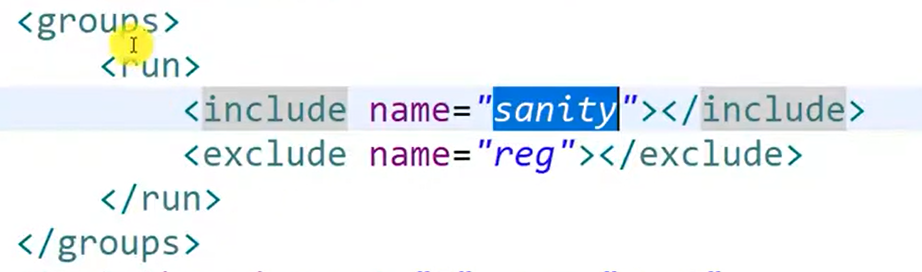 <groups>
<run>
<include name="sanity"></include>
<exclude name="reg"></exclude>
</run>
</groups>